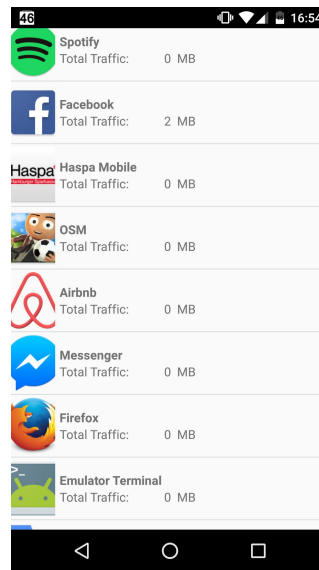 46 16:54
Spotify
Total Traffic: 0 MB
Facebook
Total Traffic: 2 MB
Haspa Mobile
Total Traffic: 0 MB
Haspa
Hamburger Sparkasse
OSM
Total Traffic: 0 MB
Airbnb
Total Traffic: 0 MB
Messenger
Total Traffic: 0 MB
Firefox
Total Traffic: 0 MB
>_
Emulator Terminal
Total Traffic: 0 MB